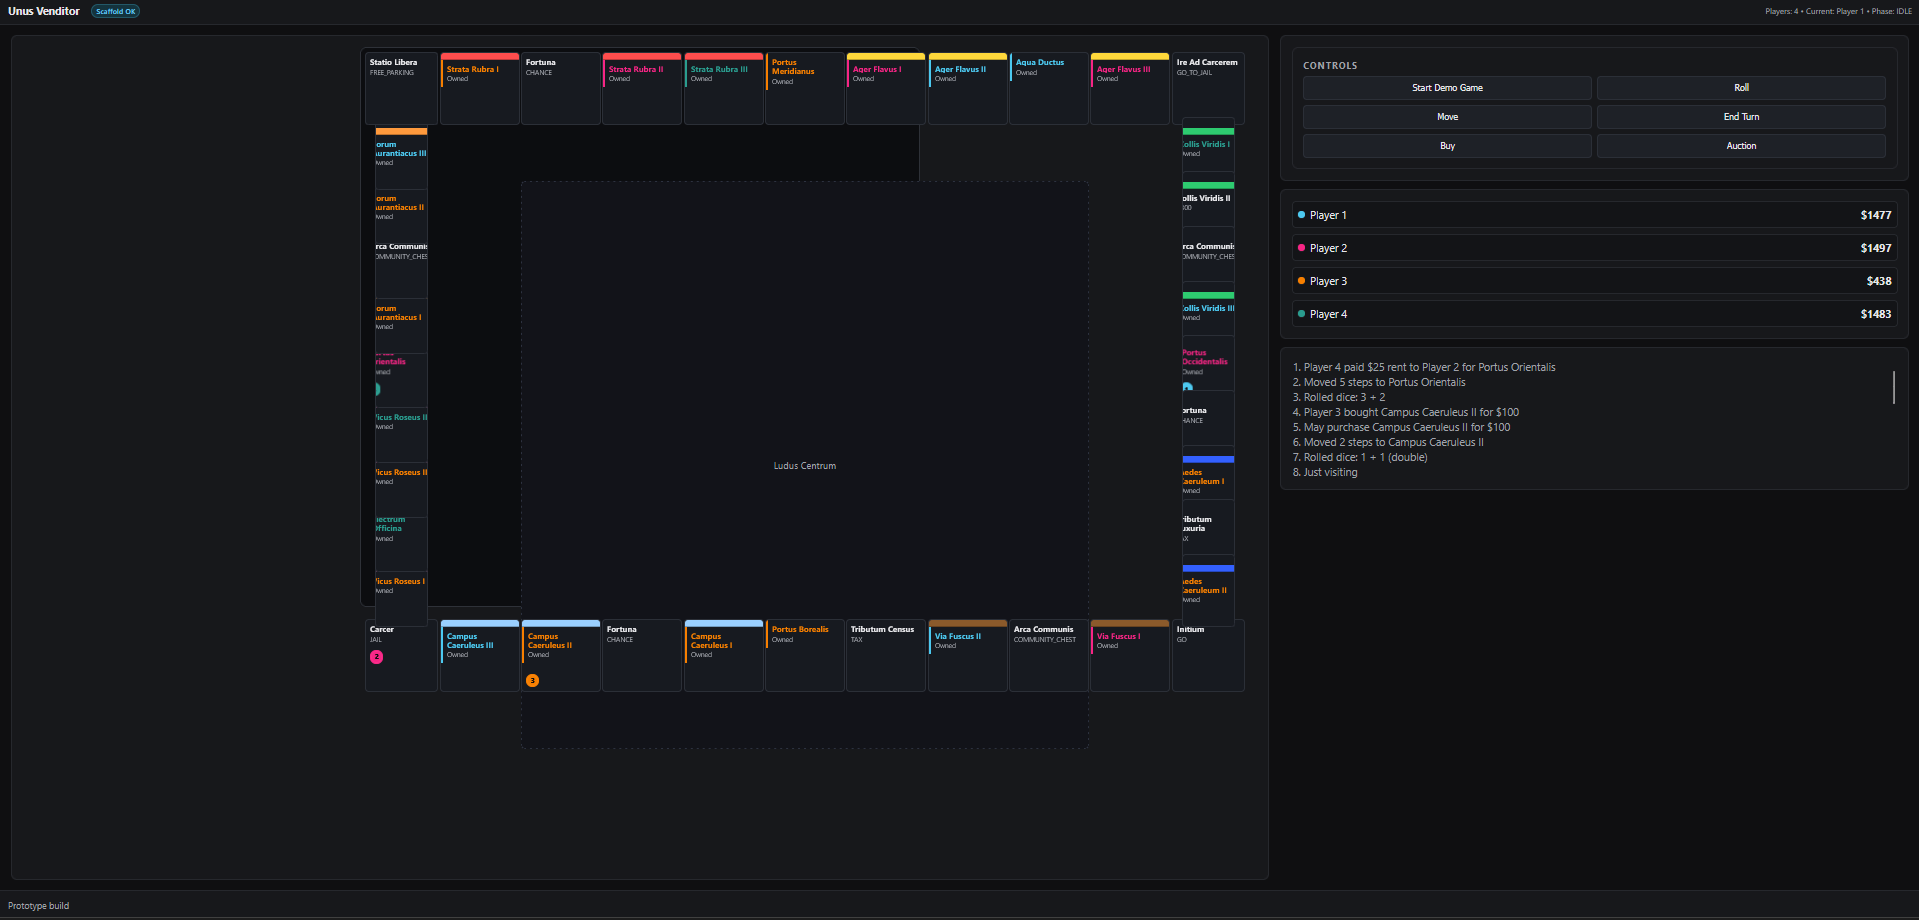 Unus Venditor
Scaffold OK
Players: 4 • Current: Player 1 • Phase: IDLE
Statio Libera
FREE_PARKING
Strata Rubra I
Owned
Fortuna
CHANCE
Strata Rubra II
Owned
Strata Rubra III
Owned
Portus
Meridianus
Owned
Ager Flavus I
Owned
Ager Flavus II
Owned
Aqua Ductus
Owned
Ager Flavus III
Owned
Ire Ad Carcerem
GO_TO_JAIL
orum
urantiacus III
wned
orum
urantiacus II
wned
rca Communis
OMMUNITY_CHES
orum
urantiacus I
wned
rientalis
wned
icus Roseus II
wned
icus Roseus II
wned
lectrum
fficina
wned
icus Roseus I
wned
ollis Viridis I
wned
ollis Viridis II
300
rca Communis
OMMUNITY_CHES
ollis Viridis III
wned
Portus
Occidentalis
Owned
ortuna
HANCE
edes
aeruleum I
wned
ributum
uxuria
AX
edes
aeruleum II
wned
Ludus Centrum
Carcer
JAIL
2
Campus
Caeruleus III
Owned
Campus
Caeruleus II
Owned
3
Fortuna
CHANCE
Campus
Caeruleus I
Owned
Portus Borealis
Owned
Tributum Census
TAX
Via Fuscus II
Owned
Arca Communis
COMMUNITY_CHEST
Via Fuscus I
Owned
Initium
GO
CONTROLS
Start Demo Game
Roll
Move
End Turn
Buy
Auction
Player 1
$1477
Player 2
$1497
Player 3
$438
Player 4
$1483
1. Player 4 paid $25 rent to Player 2 for Portus Orientalis
2. Moved 5 steps to Portus Orientalis
3. Rolled dice: 3 + 2
4. Player 3 bought Campus Caeruleus II for $100
5. May purchase Campus Caeruleus II for $100
6. Moved 2 steps to Campus Caeruleus II
7. Rolled dice: 1 + 1 (double)
8. Just visiting
Prototype build